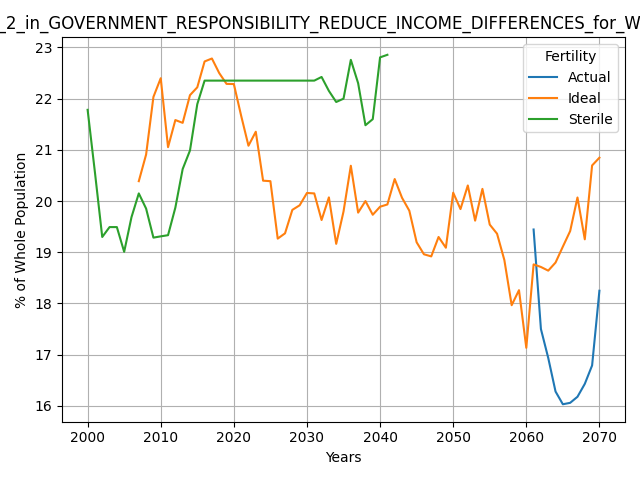 _2_in_GOVERNMENT_RESPONSIBILITY_REDUCE_INCOME_DIFFERENCES_for_W
23
22
21
20
19
18
17
16
% of Whole Population
Fertility
Actual
Ideal
Sterile
2000 2010 2020 2030 2040 2050 2060 2070
Years